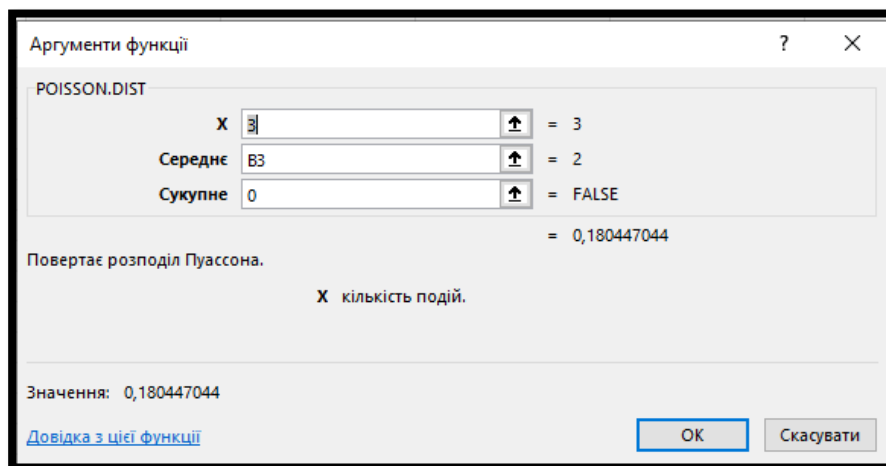 Аргументи функції ? ×
POISSON.DIST
X 3 = 3
Середнє B3 = 2
Сукупне 0 = FALSE
= 0,180447044
Повертає розподіл Пуассона.
X кількість подій.
Значення: 0,180447044
Довідка з цієї функції OK Скасувати